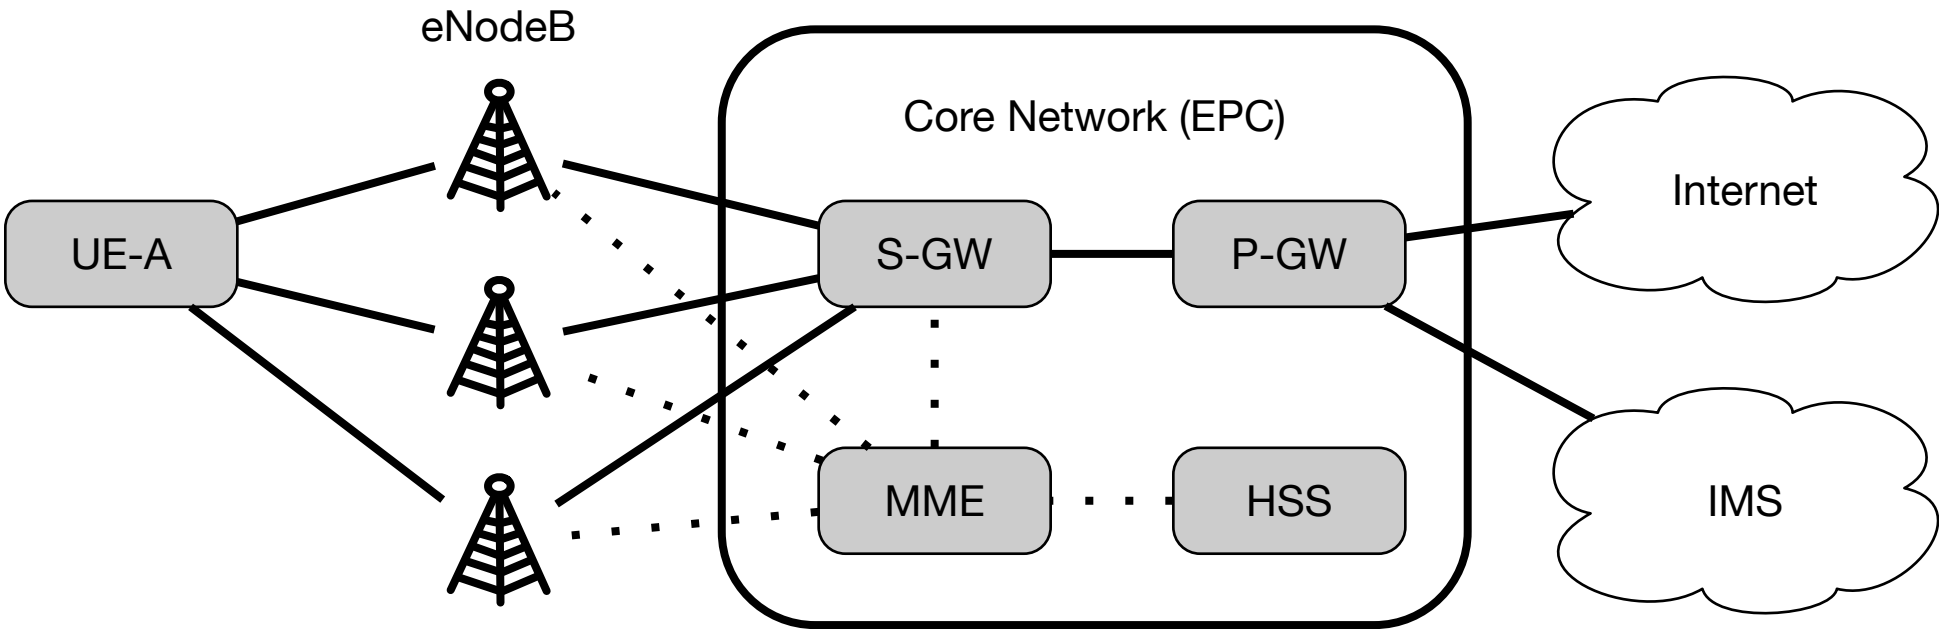 eNodeB
Core Network (EPC)
Internet
UE-A
S-GW
P-GW
MME
HSS
IMS